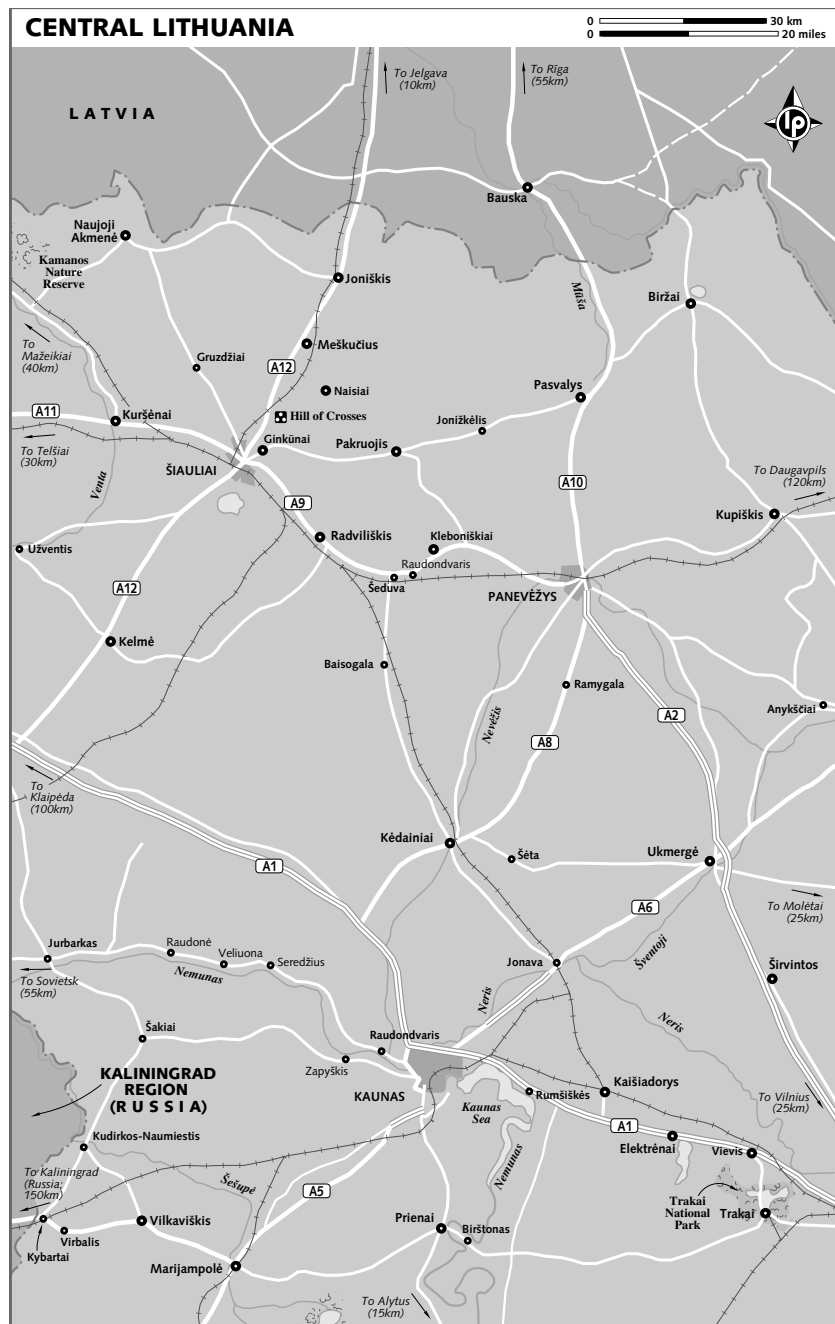 CENTRAL LITHUANIA
0 30 km
0 20 miles
To Jelgava
(10km)
To Rīga
(55km)
LATVIA
lp
Bauska
Naujoji
Akmenė
Kamanos
Nature
Reserve
Joniškis
Mūša
Biržai
To
Mažeikiai
(40km)
Meškučius
Gruzdžiai
A12
Naisiai
Pasvalys
A11
Kuršėnai
Hill of Crosses
Jonižkėlis
Ginkūnai
Pakruojis
To Telšiai
(30km)
ŠIAULIAI
Venta
A10
To Daugavpils
(120km)
A9
Kupiškis
Radviliškis
Kleboniškiai
Užventis
Raudondvaris
Šeduva
A12
PANEVĖŽYS
Kelmė
Baisogala
Ramygala
Nevėžis
A2
Anykščiai
A8
To
Klaipėda
(100km)
Kėdainiai
A1
Šėta
Ukmergė
A6
To Molėtai
(25km)
Jurbarkas
Raudonė
Veliuona
Seredžius
Nemunas
Šventoji
Jonava
Širvintos
To Sovietsk
(55km)
Neris
Neris
Šakiai
Raudondvaris
Zapyškis
KALININGRAD
REGION
(RUSSIA)
KAUNAS
Kaunas
Sea
Rumšiškės
Kaišiadorys
To Vilnius
(25km)
A1
Kudirkos-Naumiestis
Elektrėnai
Vievis
To Kaliningrad
(Russia;
150km)
Šešupė
A5
Nemunas
Trakai
National
Park
Trakai
Vilkaviškis
Prienai
Birštonas
Virbalis
Kybartai
Marijampolė
To Alytus
(15km)